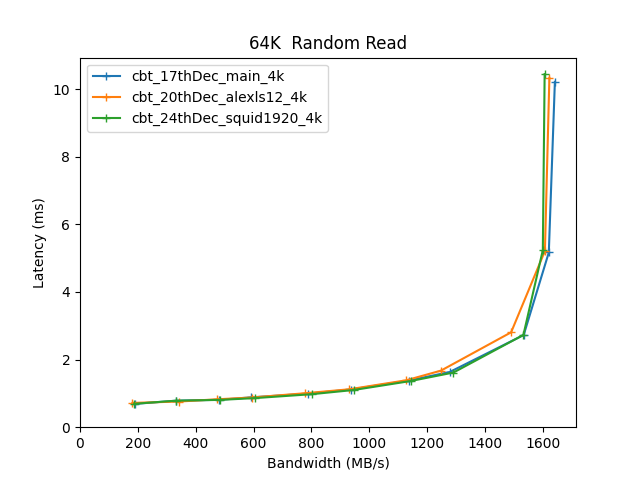 64K  Random Read
cbt_17thDec_main_4k
cbt_20thDec_alexls12_4k
cbt_24thDec_squid1920_4k
10
8
6
4
2
0
Latency (ms)
0 200 400 600 800 1000 1200 1400 1600
Bandwidth (MB/s)